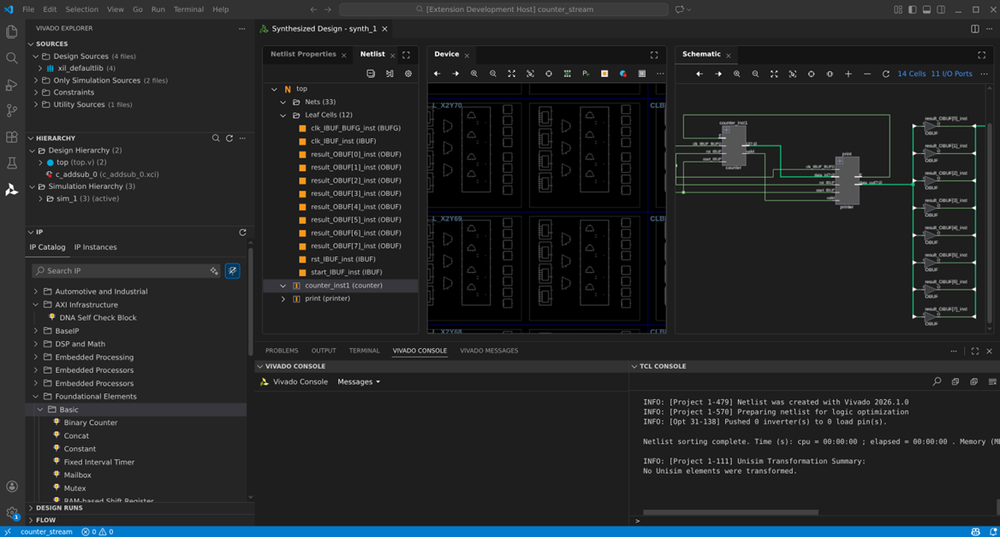 File Edit Selection View Go Run Terminal Help
[Extension Development Host] counter_stream
VIVADO EXPLORER
SOURCES
Design Sources (4 files)
xil_defaultlib (4)
Only Simulation Sources (2 files)
Constraints
Utility Sources (1 files)
HIERARCHY
Design Hierarchy (2)
top (top.v) (2)
c_addsub_0 (c_addsub_0.xci)
Simulation Hierarchy (3)
sim_1 (3) (active)
IP
IP Catalog IP Instances
Search IP
Automotive and Industrial
AXI Infrastructure
DNA Self Check Block
BaseIP
DSP and Math
Embedded Processing
Embedded Processors
Embedded Processors
Foundational Elements
Basic
Binary Counter
Concat
Constant
Fixed Interval Timer
Mailbox
Mutex
RAM-based Shift Register
DESIGN RUNS
FLOW
Synthesized Design - synth_1
Netlist Properties Netlist
top
Nets (33)
Leaf Cells (12)
clk_IBUF_BUFG_inst (BUFG)
clk_IBUF_inst (IBUF)
result_OBUF[0]_inst (OBUF)
result_OBUF[1]_inst (OBUF)
result_OBUF[2]_inst (OBUF)
result_OBUF[3]_inst (OBUF)
result_OBUF[4]_inst (OBUF)
result_OBUF[5]_inst (OBUF)
result_OBUF[6]_inst (OBUF)
result_OBUF[7]_inst (OBUF)
rst_IBUF_inst (IBUF)
start_IBUF_inst (IBUF)
counter_inst1 (counter)
print (printer)
Device
L_X2Y70 CLB
L_X2Y69 CLB
L_X2Y68 CLB
Schematic
14 Cells 11 I/O Ports
counter_inst1
clk_IBUF_BUFG
rst_IBUF
start_IBUF
valid
counter
print
clk_IBUF_BUFG
rst_IBUF
start_IBUF
valid
printer
result_OBUF[0]_inst
OBUF
result_OBUF[1]_inst
OBUF
result_OBUF[2]_inst
OBUF
result_OBUF[3]_inst
OBUF
result_OBUF[4]_inst
OBUF
result_OBUF[5]_inst
OBUF
result_OBUF[6]_inst
OBUF
result_OBUF[7]_inst
OBUF
PROBLEMS OUTPUT TERMINAL VIVADO CONSOLE VIVADO MESSAGES
VIVADO CONSOLE
Vivado Console Messages
TCL CONSOLE
INFO: [Project 1-479] Netlist was created with Vivado 2026.1.0
INFO: [Project 1-570] Preparing netlist for logic optimization
INFO: [Opt 31-138] Pushed 0 inverter(s) to 0 load pin(s).
Netlist sorting complete. Time (s): cpu = 00:00:00 ; elapsed = 00:00:00 . Memory (M
INFO: [Project 1-111] Unisim Transformation Summary:
No Unisim elements were transformed.
>
1
counter_stream 0 0